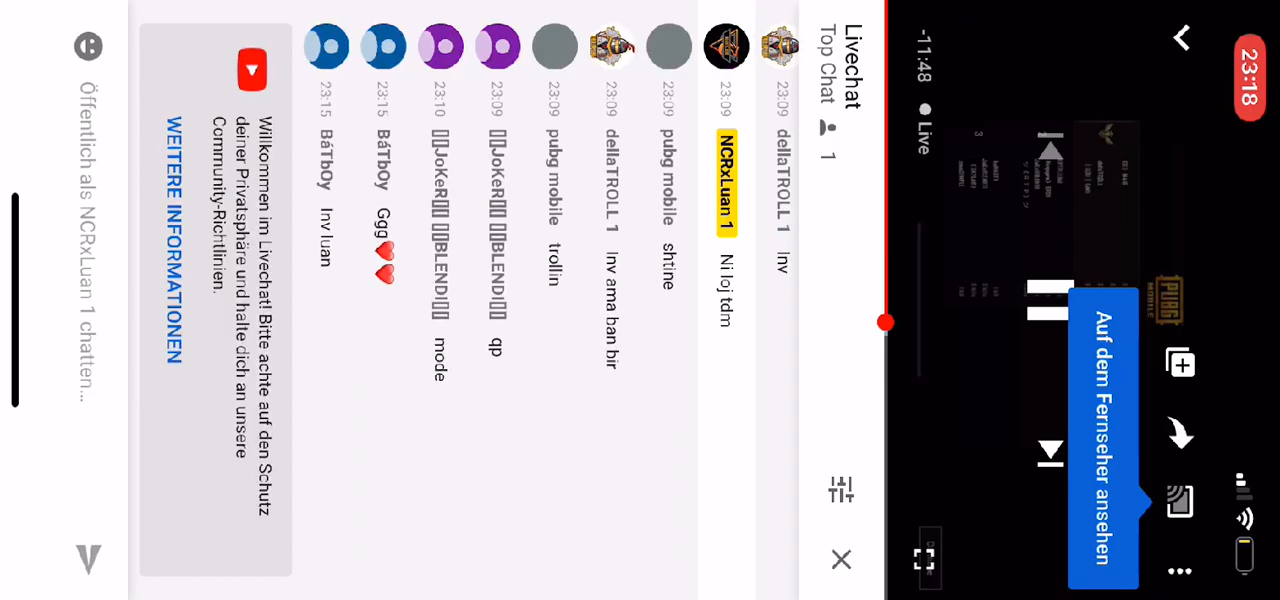 23:18
Auf dem Fernseher ansehen
PUBG
MOBILE
3
-11:48 Live
Livechat
Top Chat 1
23:09 dellaTROLL 1 Inv
23:09 NCRxLuan 1 Ni loj tdm
23:09 pubg mobile shtine
23:09 dellaTROLL 1 Inv ama ban bir
23:09 pubg mobile trollin
23:09 JoKeR BLENDI qp
23:10 JoKeR BLENDI mode
23:15 BáTbOy Ggg❤️❤️
23:15 BáTbOy Inv luan
Willkommen im Livechat! Bitte achte auf den Schutz
deiner Privatsphäre und halte dich an unsere
Community-Richtlinien.
WEITERE INFORMATIONEN
Öffentlich als NCRxLuan 1 chatten...